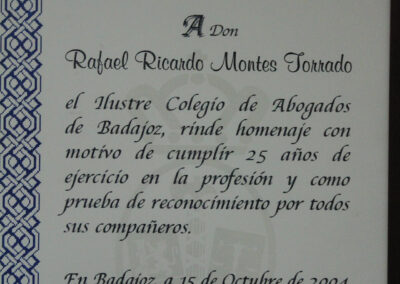 A Don
Rafael Ricardo Montes Torrado
el Ilustre Colegio de Abogados
de Badajoz, rinde homenaje con
motivo de cumplír 25 años de
ejercicio en la profesión y como
prueba de reconocimiento por todos
sus compañeros.
En Badajoz, a 15 de Octubre de 2004